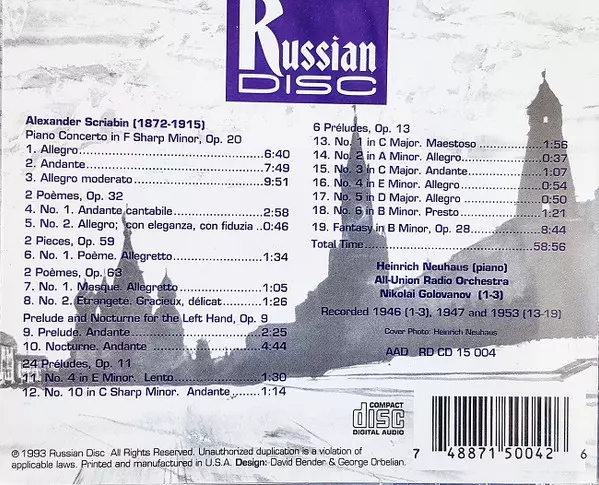 Russian
DISC
Alexander Scriabin (1872-1915)
Piano Concerto in F Sharp Minor, Op. 20
1. Allegro 6:40
2. Andante 7:49
3. Allegro moderato 9:51
2 Poèmes, Op. 32
4. No. 1. Andante cantabile 2:58
5. No. 2. Allegro; con eleganza, con fiduzia 0:46
2 Pieces, Op. 59
6. No. 1. Poème. Allegretto 1:34
2 Poèmes, Op. 63
7. No. 1. Masque. Allegretto 1:05
8. No. 2. Etrangete. Gracieux, délicat 1:26
Prelude and Nocturne for the Left Hand, Op. 9
9. Prelude. Andante 2:25
10. Nocturne. Andante 4:44
24 Préludes, Op. 11
11. No. 4 in E Minor. Lento 1:30
12. No. 10 in C Sharp Minor. Andante 1:14
6 Préludes, Op. 13
13. No. 1 in C Major. Maestoso 1:56
14. No. 2 in A Minor. Allegro 0:37
15. No. 3 in C Major. Andante 1:07
16. No. 4 in E Minor. Allegro 0:54
17. No. 5 in D Major. Allegro 0:50
18. No. 6 in B Minor. Presto 1:21
19. Fantasy in B Minor, Op. 28 8:44
Total Time 58:56
Heinrich Neuhaus (piano)
All-Union Radio Orchestra
Nikolai Golovanov (1-3)
Recorded 1946 (1-3), 1947 and 1953 (13-19)
Cover Photo: Heinrich Neuhaus
AAD RD CD 15 004
COMPACT
disc
DIGITAL AUDIO
7 48871 50042 6
℗ 1993 Russian Disc All Rights Reserved. Unauthorized duplication is a violation of
applicable laws. Printed and manufactured in U.S.A. Design: David Bender & George Orbelian.